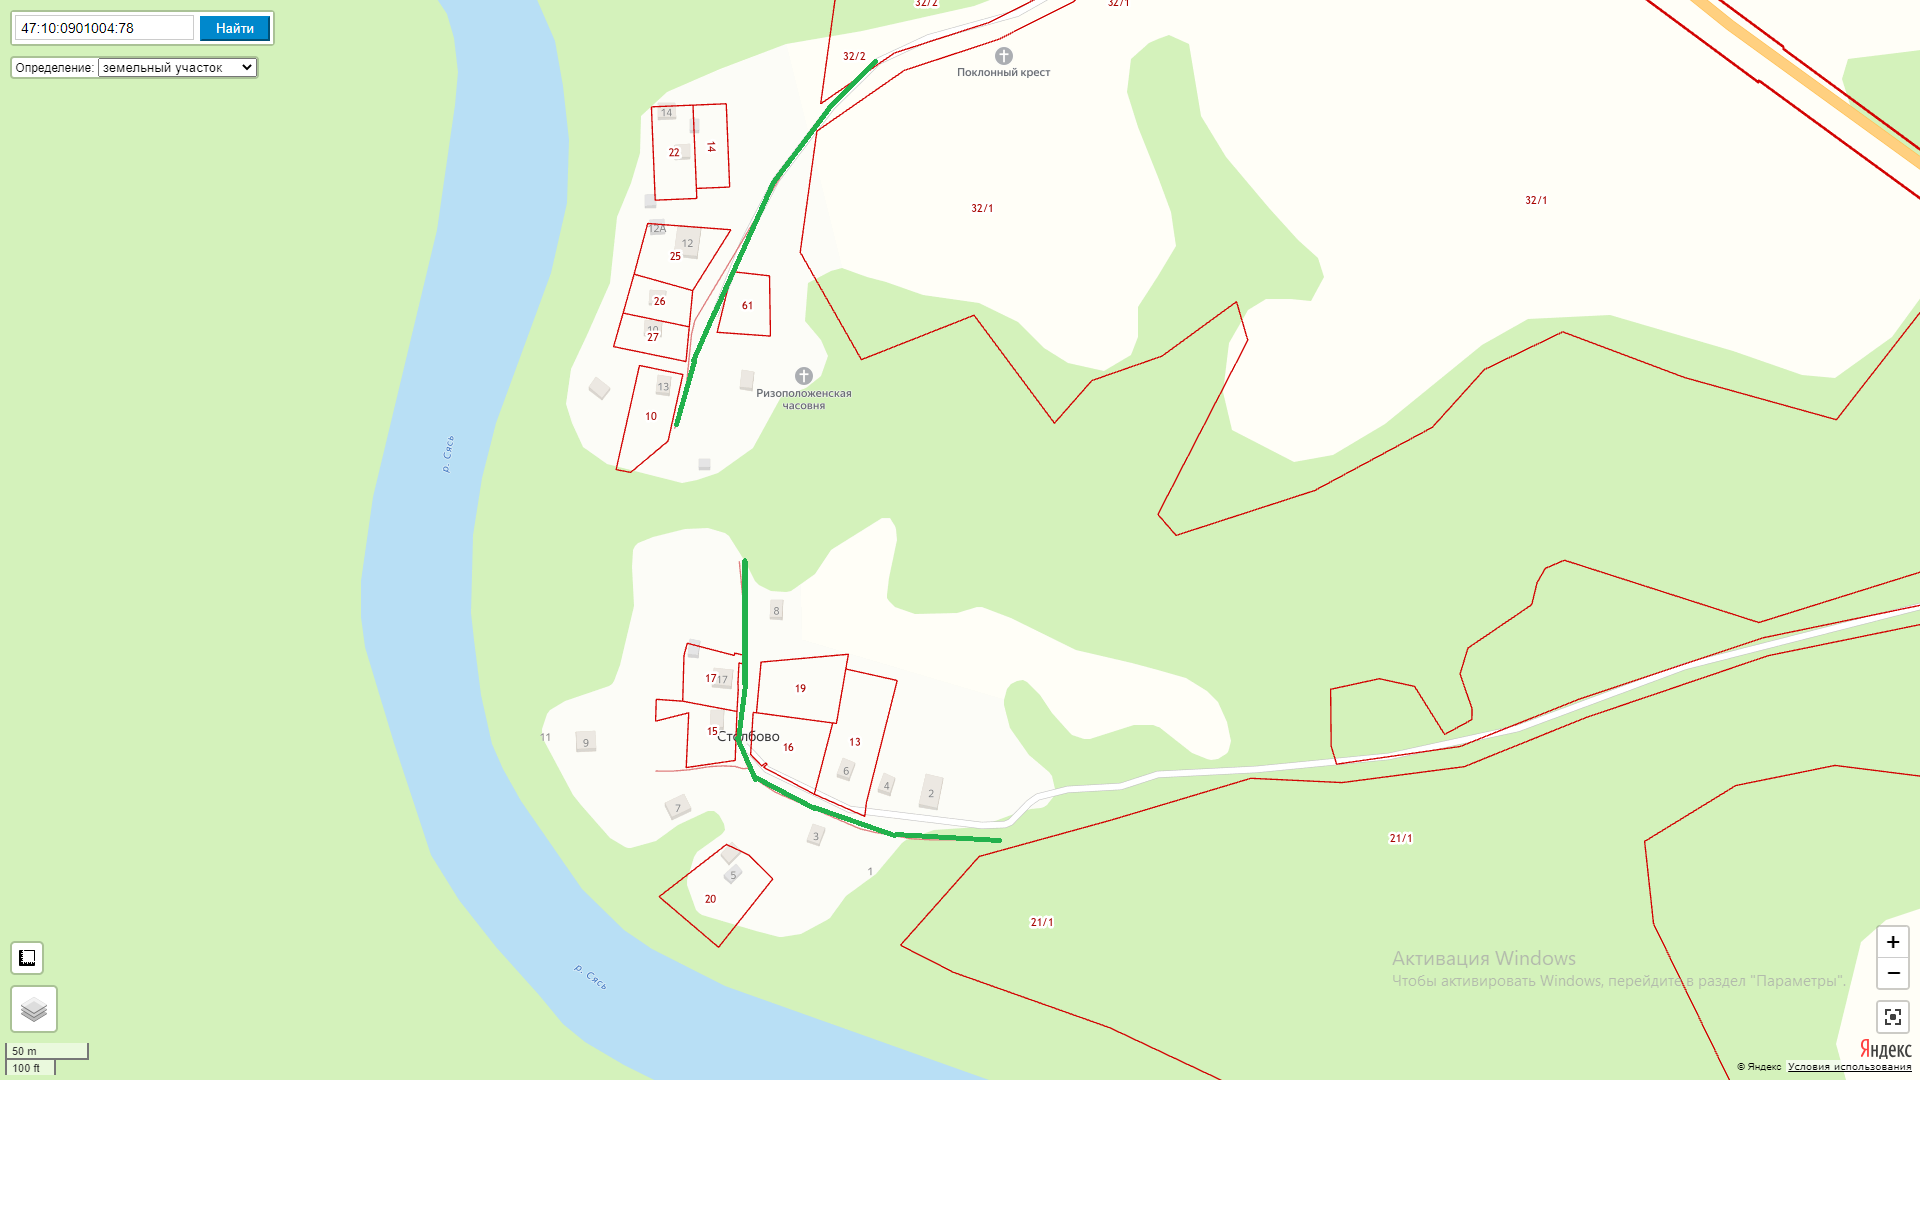 47:10:0901004:78
Найти
Определение: земельный участок
32/2
32/1
32/2
Поклонный крест
14
22
14
32/1
32/1
12А
12
25
26
61
10
27
13
10
Ризоположенская
часовня
р. Сясь
8
17
17
19
15
Столбово
16
13
11
9
6
4
2
7
3
5
1
20
21/1
21/1
р. Сясь
Активация Windows
Чтобы активировать Windows, перейдите в раздел "Параметры".
+
−
50 m
100 ft
Яндекс
© Яндекс Условия использования